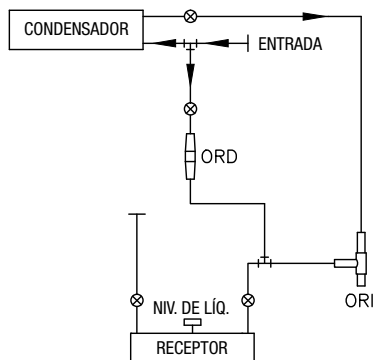 CONDENSADOR
ENTRADA
ORD
NIV. DE LÍQ.
ORI
RECEPTOR